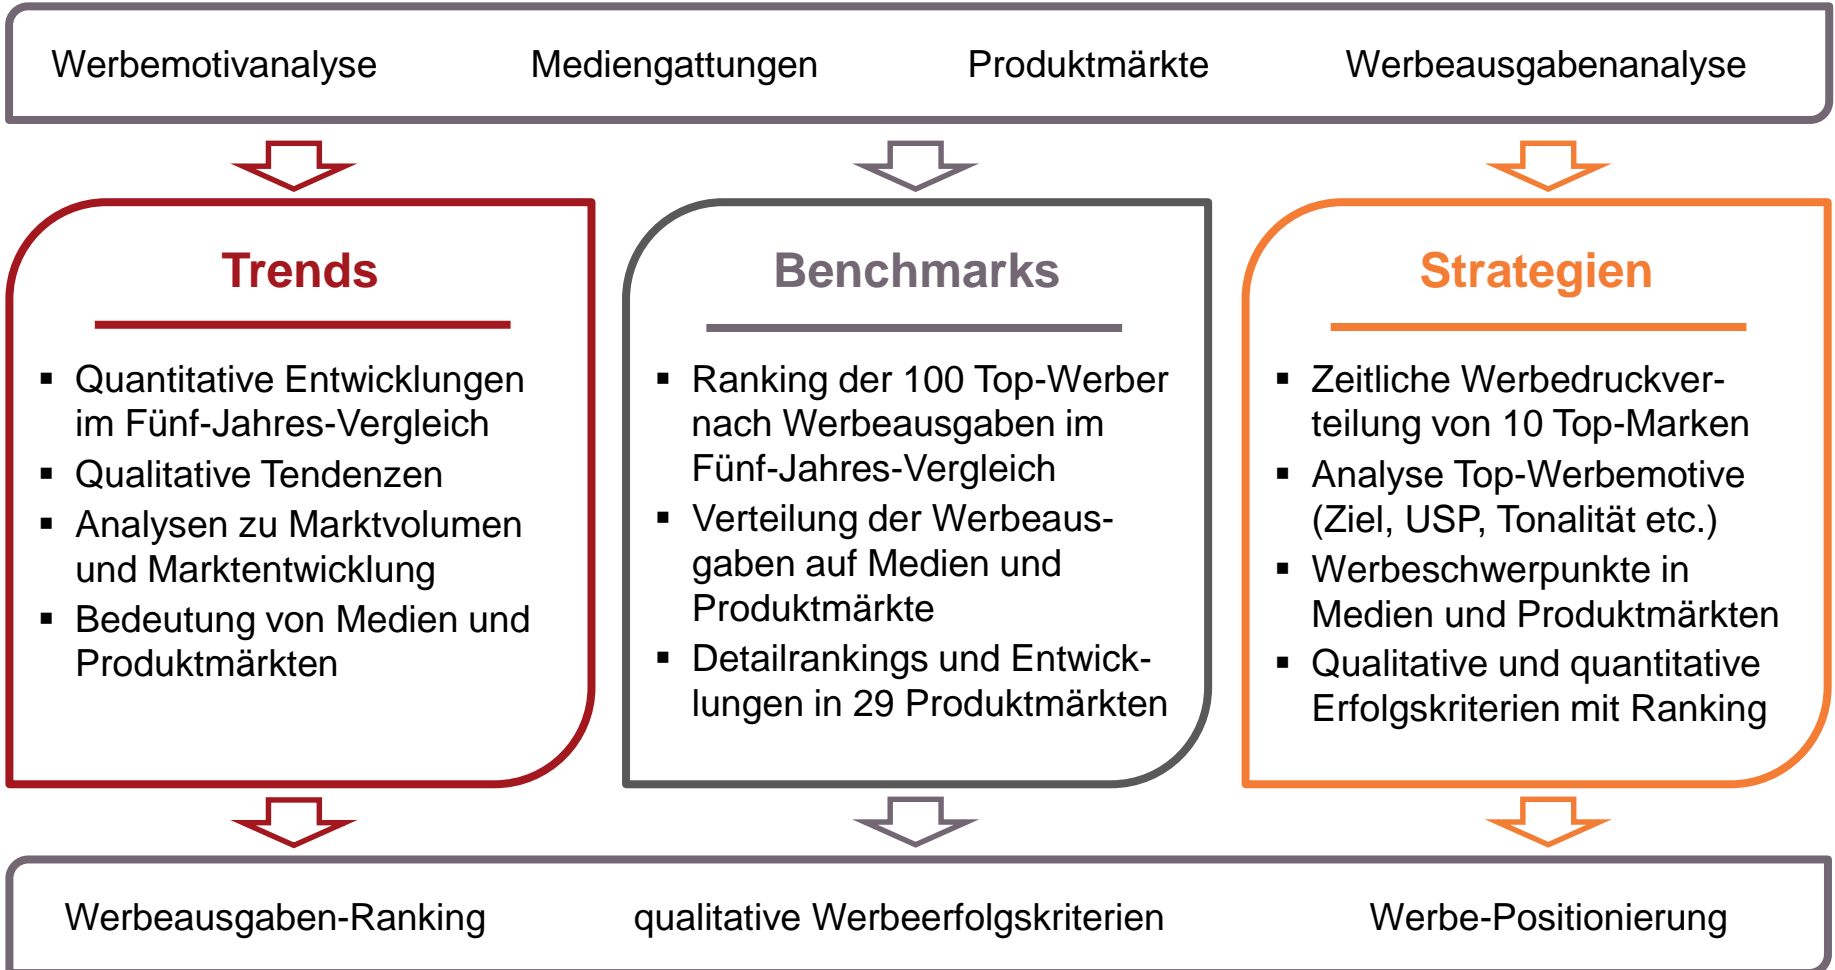 Werbemotivanalyse Mediengattungen Produktmärkte Werbeausgabenanalyse
Trends
▪ Quantitative Entwicklungen
im Fünf-Jahres-Vergleich
▪ Qualitative Tendenzen
▪ Analysen zu Marktvolumen
und Marktentwicklung
▪ Bedeutung von Medien und
Produktmärkten
Benchmarks
▪ Ranking der 100 Top-Werber
nach Werbeausgaben im
Fünf-Jahres-Vergleich
▪ Verteilung der Werbeaus-
gaben auf Medien und
Produktmärkte
▪ Detailrankings und Entwick-
lungen in 29 Produktmärkten
Strategien
▪ Zeitliche Werbedruckver-
teilung von 10 Top-Marken
▪ Analyse Top-Werbemotive
(Ziel, USP, Tonalität etc.)
▪ Werbeschwerpunkte in
Medien und Produktmärkten
▪ Qualitative und quantitative
Erfolgskriterien mit Ranking
Werbeausgaben-Ranking qualitative Werbeerfolgskriterien Werbe-Positionierung